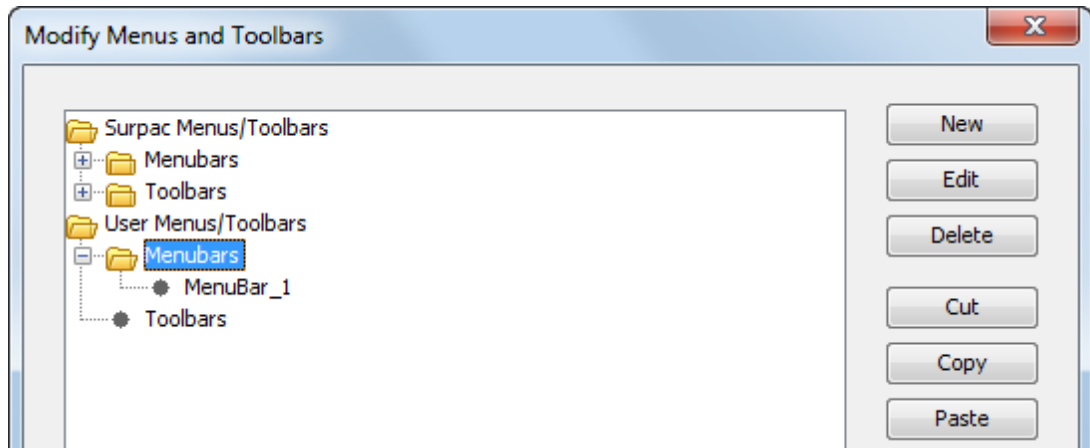 Modify Menus and Toolbars
Surpac Menus/Toolbars
Menubars
Toolbars
User Menus/Toolbars
Menubars
MenuBar_1
Toolbars
New
Edit
Delete
Cut
Copy
Paste